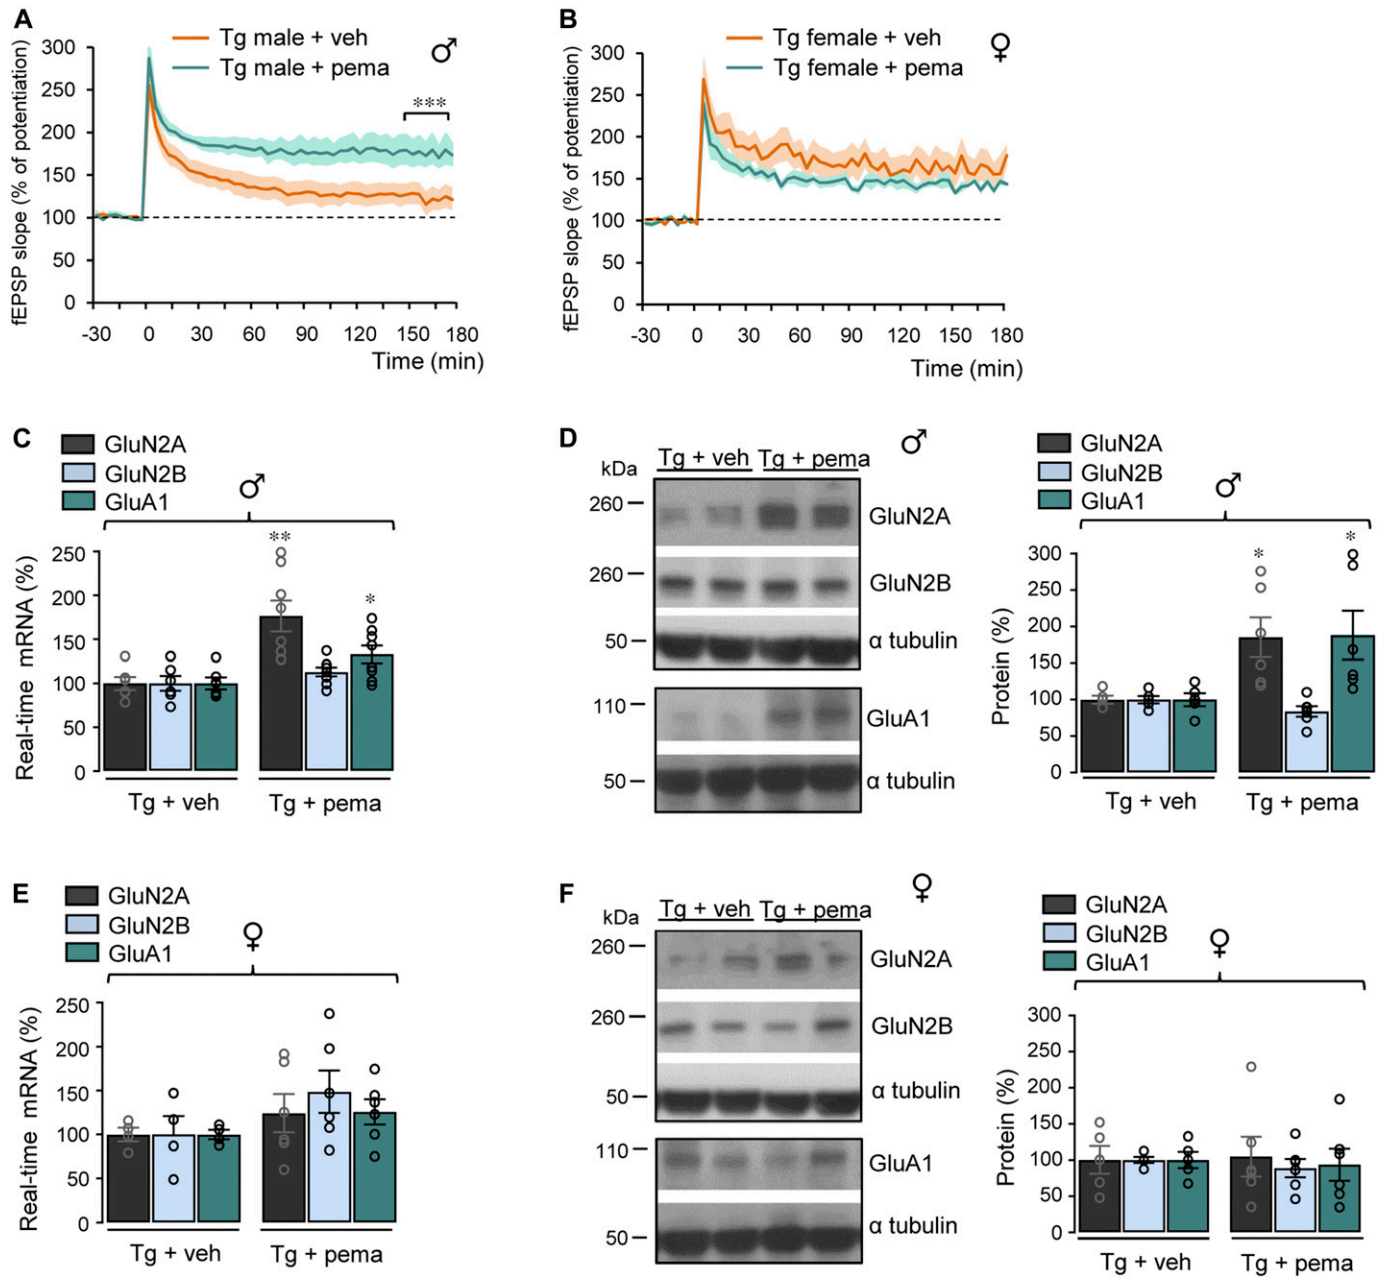 A
Tg male + veh
Tg male + pema
♂
***
fEPSP slope (% of potentiation)
300
250
200
150
100
50
0
-30 0 30 60 90 120 150 180
Time (min)
B
Tg female + veh
Tg female + pema
♀
fEPSP slope (% of potentiation)
300
250
200
150
100
50
0
-30 0 30 60 90 120 150 180
Time (min)
C
GluN2A
GluN2B
GluA1
♂
Real-time mRNA (%)
250
200
150
100
50
0
**
*
Tg + veh
Tg + pema
D
kDa
Tg + veh Tg + pema
♂
260 GluN2A
260 GluN2B
50 α tubulin
110 GluA1
50 α tubulin
GluN2A
GluN2B
GluA1
♂
Protein (%)
300
250
200
150
100
50
0
*
*
Tg + veh
Tg + pema
E
GluN2A
GluN2B
GluA1
♀
Real-time mRNA (%)
250
200
150
100
50
0
Tg + veh
Tg + pema
F
kDa
Tg + veh Tg + pema
♀
260 GluN2A
260 GluN2B
50 α tubulin
110 GluA1
50 α tubulin
GluN2A
GluN2B
GluA1
♀
Protein (%)
300
250
200
150
100
50
0
Tg + veh
Tg + pema